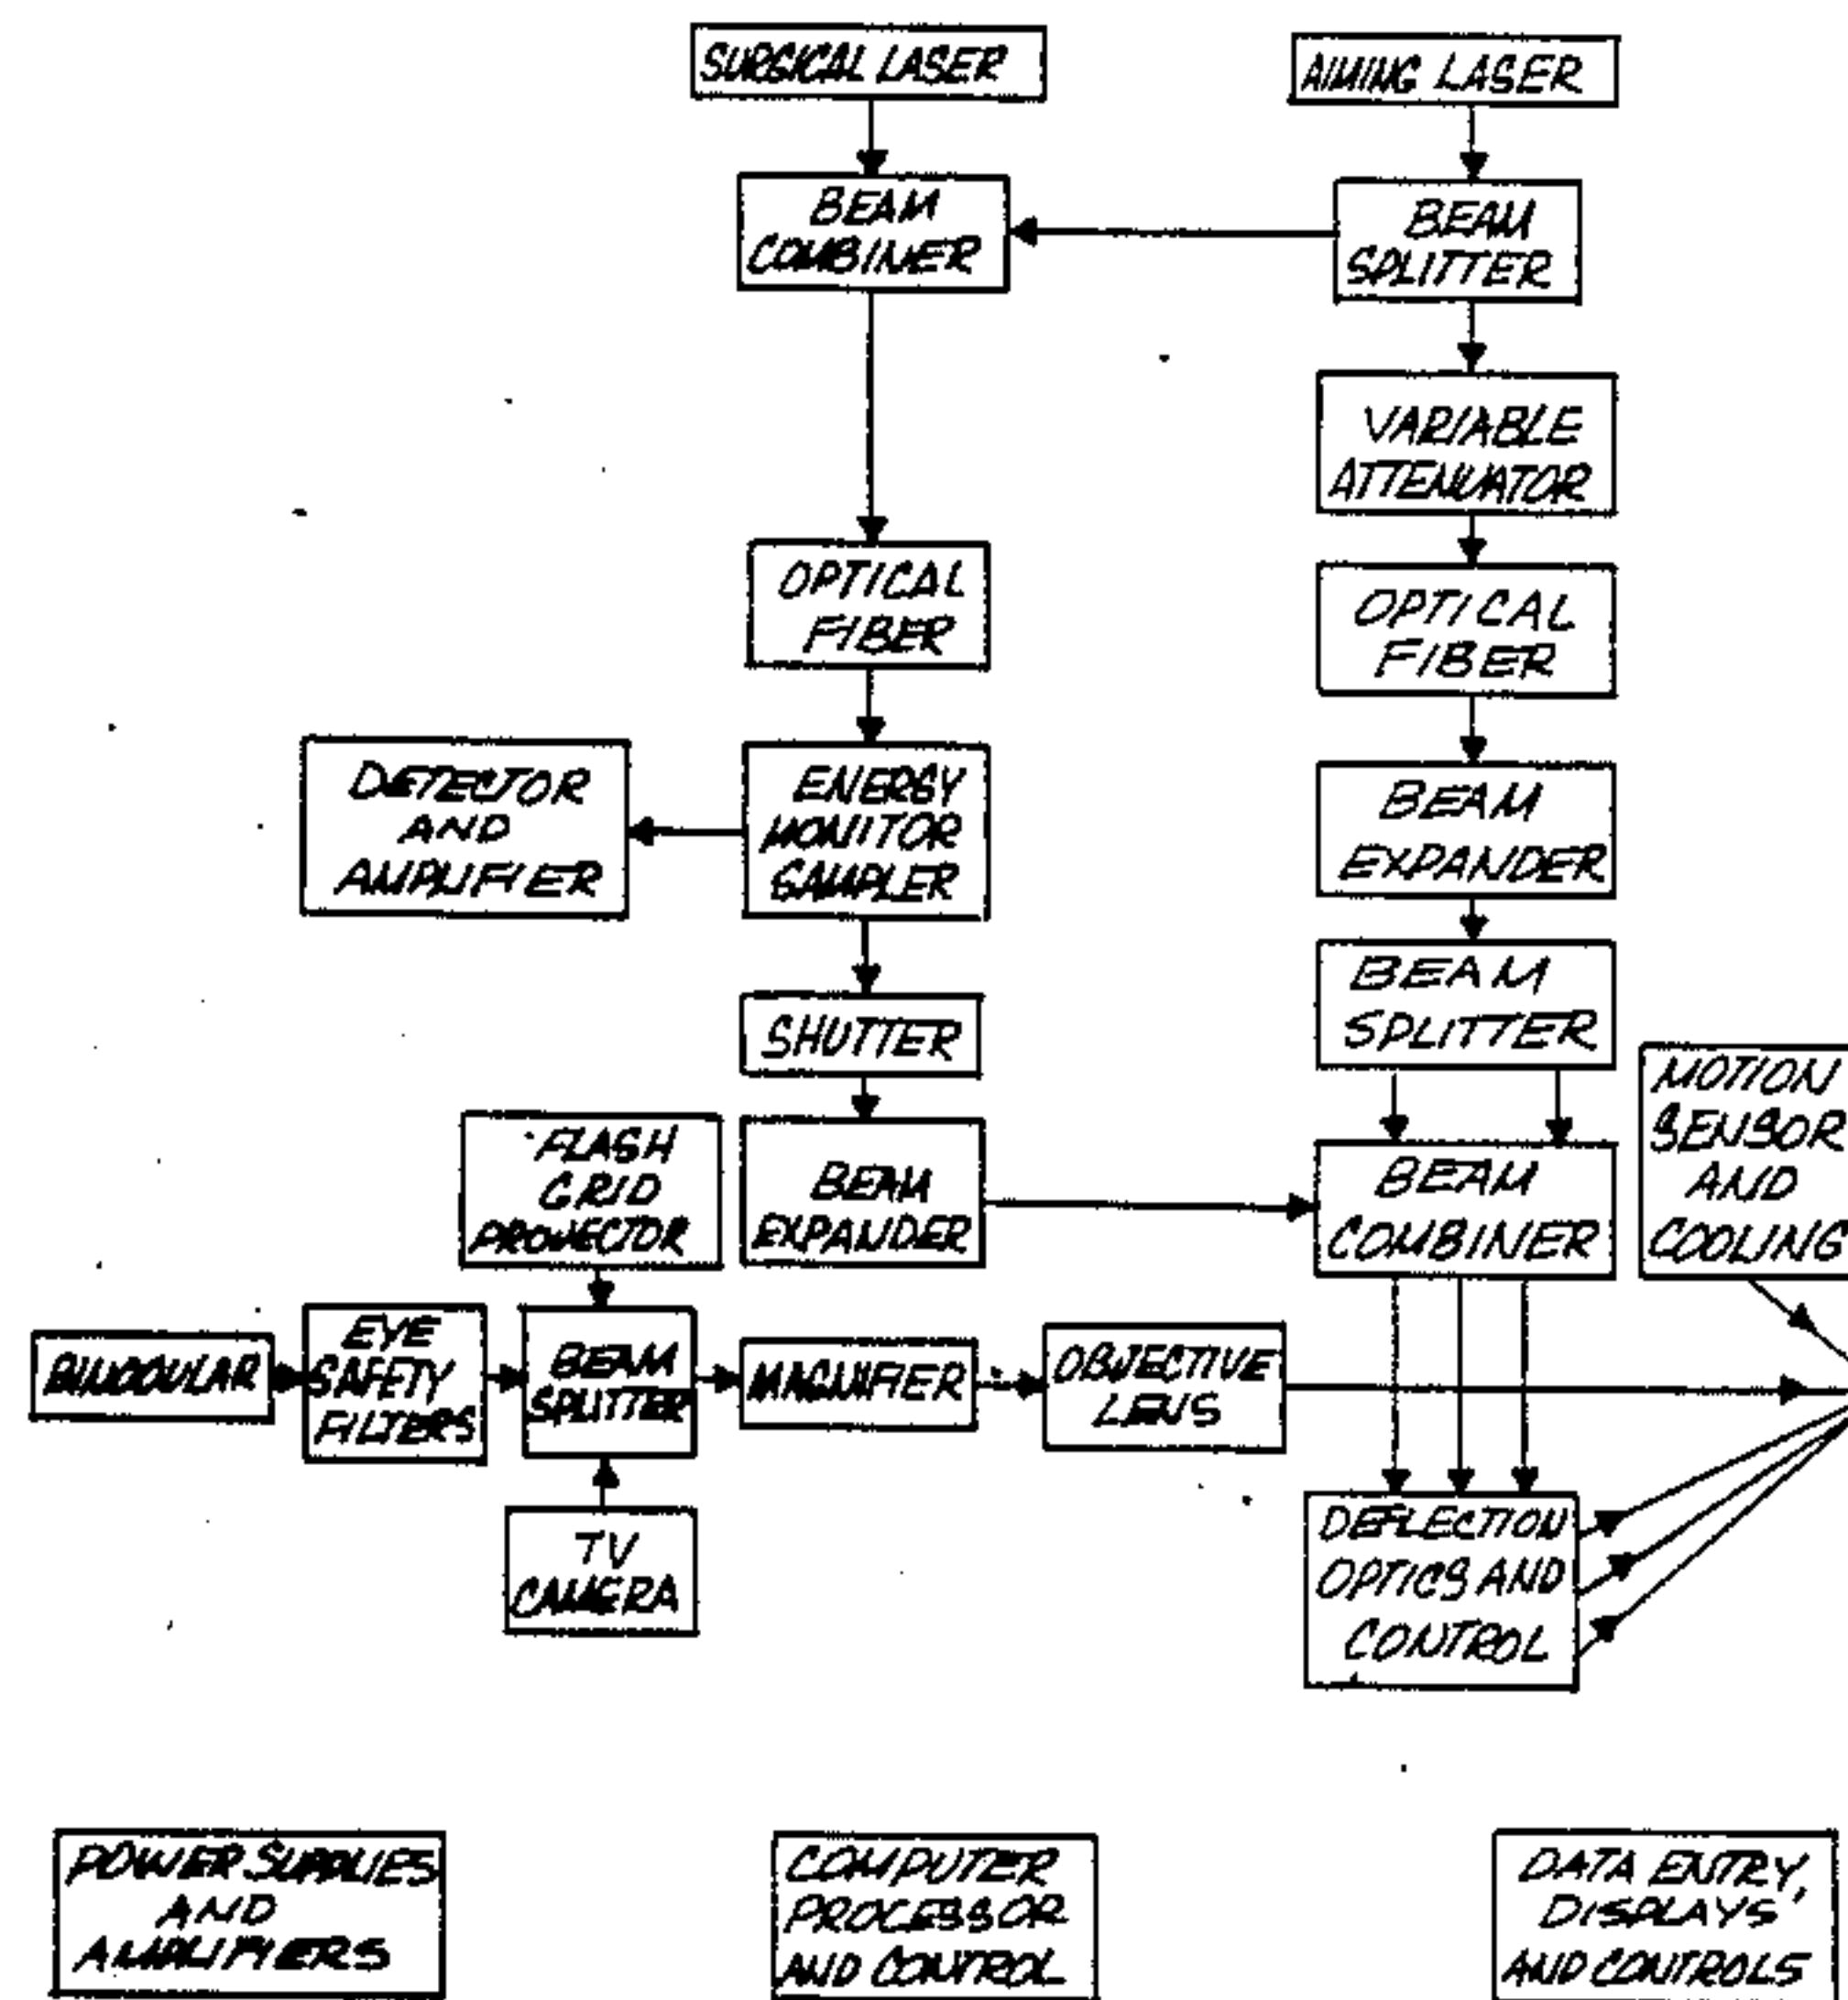 SURGICAL LASER
AIMING LASER
BEAM
COMBINER
BEAM
SPLITTER
VARIABLE
ATTENUATOR
OPTICAL
FIBER
OPTICAL
FIBER
DETECTOR
AND
AMPLIFIER
ENERGY
MONITOR
SAMPLER
BEAM
EXPANDER
BEAM
SPLITTER
SHUTTER
MOTION
SENSOR
AND
COOLING
FLASH
GRID
PROJECTOR
BEAM
EXPANDER
BEAM
COMBINER
BINOCULAR
EYE
SAFETY
FILTERS
BEAM
SPLITTER
MAGNIFIER
OBJECTIVE
LENS
TV
CAMERA
DEFLECTION
OPTICS AND
CONTROL
POWER SUPPLIES
AND
AMPLIFIERS
COMPUTER
PROCESSOR
AND CONTROL
DATA ENTRY,
DISPLAYS
AND CONTROLS